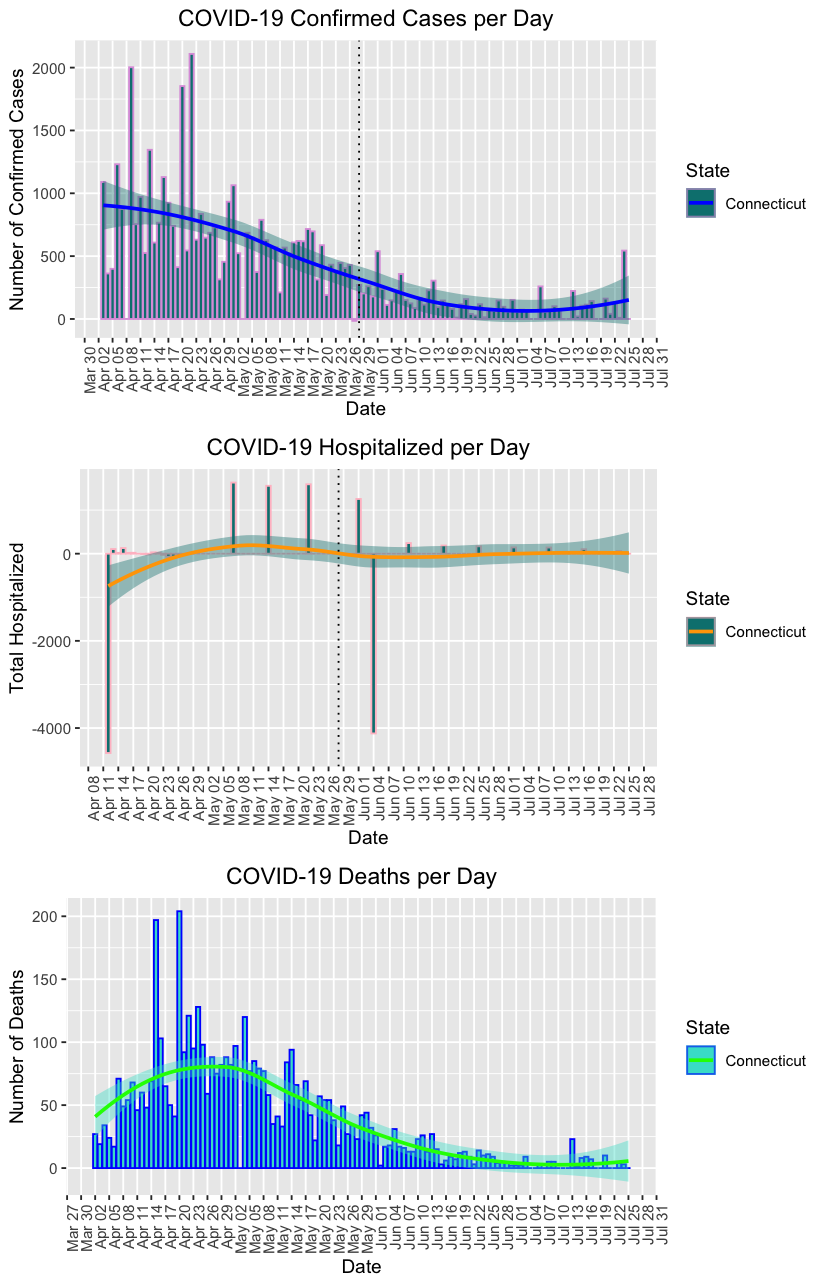 COVID-19 Confirmed Cases per Day
Number of Confirmed Cases
2000
1500
1000
500
0
Mar 30 Apr 02 Apr 05 Apr 08 Apr 11 Apr 14 Apr 17 Apr 20 Apr 23 Apr 26 Apr 29 May 02 May 05 May 08 May 11 May 14 May 17 May 20 May 23 May 26 May 29 Jun 01 Jun 04 Jun 07 Jun 10 Jun 13 Jun 16 Jun 19 Jun 22 Jun 25 Jun 28 Jul 01 Jul 04 Jul 07 Jul 10 Jul 13 Jul 16 Jul 19 Jul 22 Jul 25 Jul 28 Jul 31
Date
State
Connecticut
COVID-19 Hospitalized per Day
Total Hospitalized
0
-2000
-4000
Apr 08 Apr 11 Apr 14 Apr 17 Apr 20 Apr 23 Apr 26 Apr 29 May 02 May 05 May 08 May 11 May 14 May 17 May 20 May 23 May 26 May 29 Jun 01 Jun 04 Jun 07 Jun 10 Jun 13 Jun 16 Jun 19 Jun 22 Jun 25 Jun 28 Jul 01 Jul 04 Jul 07 Jul 10 Jul 13 Jul 16 Jul 19 Jul 22 Jul 25 Jul 28
Date
State
Connecticut
COVID-19 Deaths per Day
Number of Deaths
200
150
100
50
0
Mar 27 Mar 30 Apr 02 Apr 05 Apr 08 Apr 11 Apr 14 Apr 17 Apr 20 Apr 23 Apr 26 Apr 29 May 02 May 05 May 08 May 11 May 14 May 17 May 20 May 23 May 26 May 29 Jun 01 Jun 04 Jun 07 Jun 10 Jun 13 Jun 16 Jun 19 Jun 22 Jun 25 Jun 28 Jul 01 Jul 04 Jul 07 Jul 10 Jul 13 Jul 16 Jul 19 Jul 22 Jul 25 Jul 28 Jul 31
Date
State
Connecticut